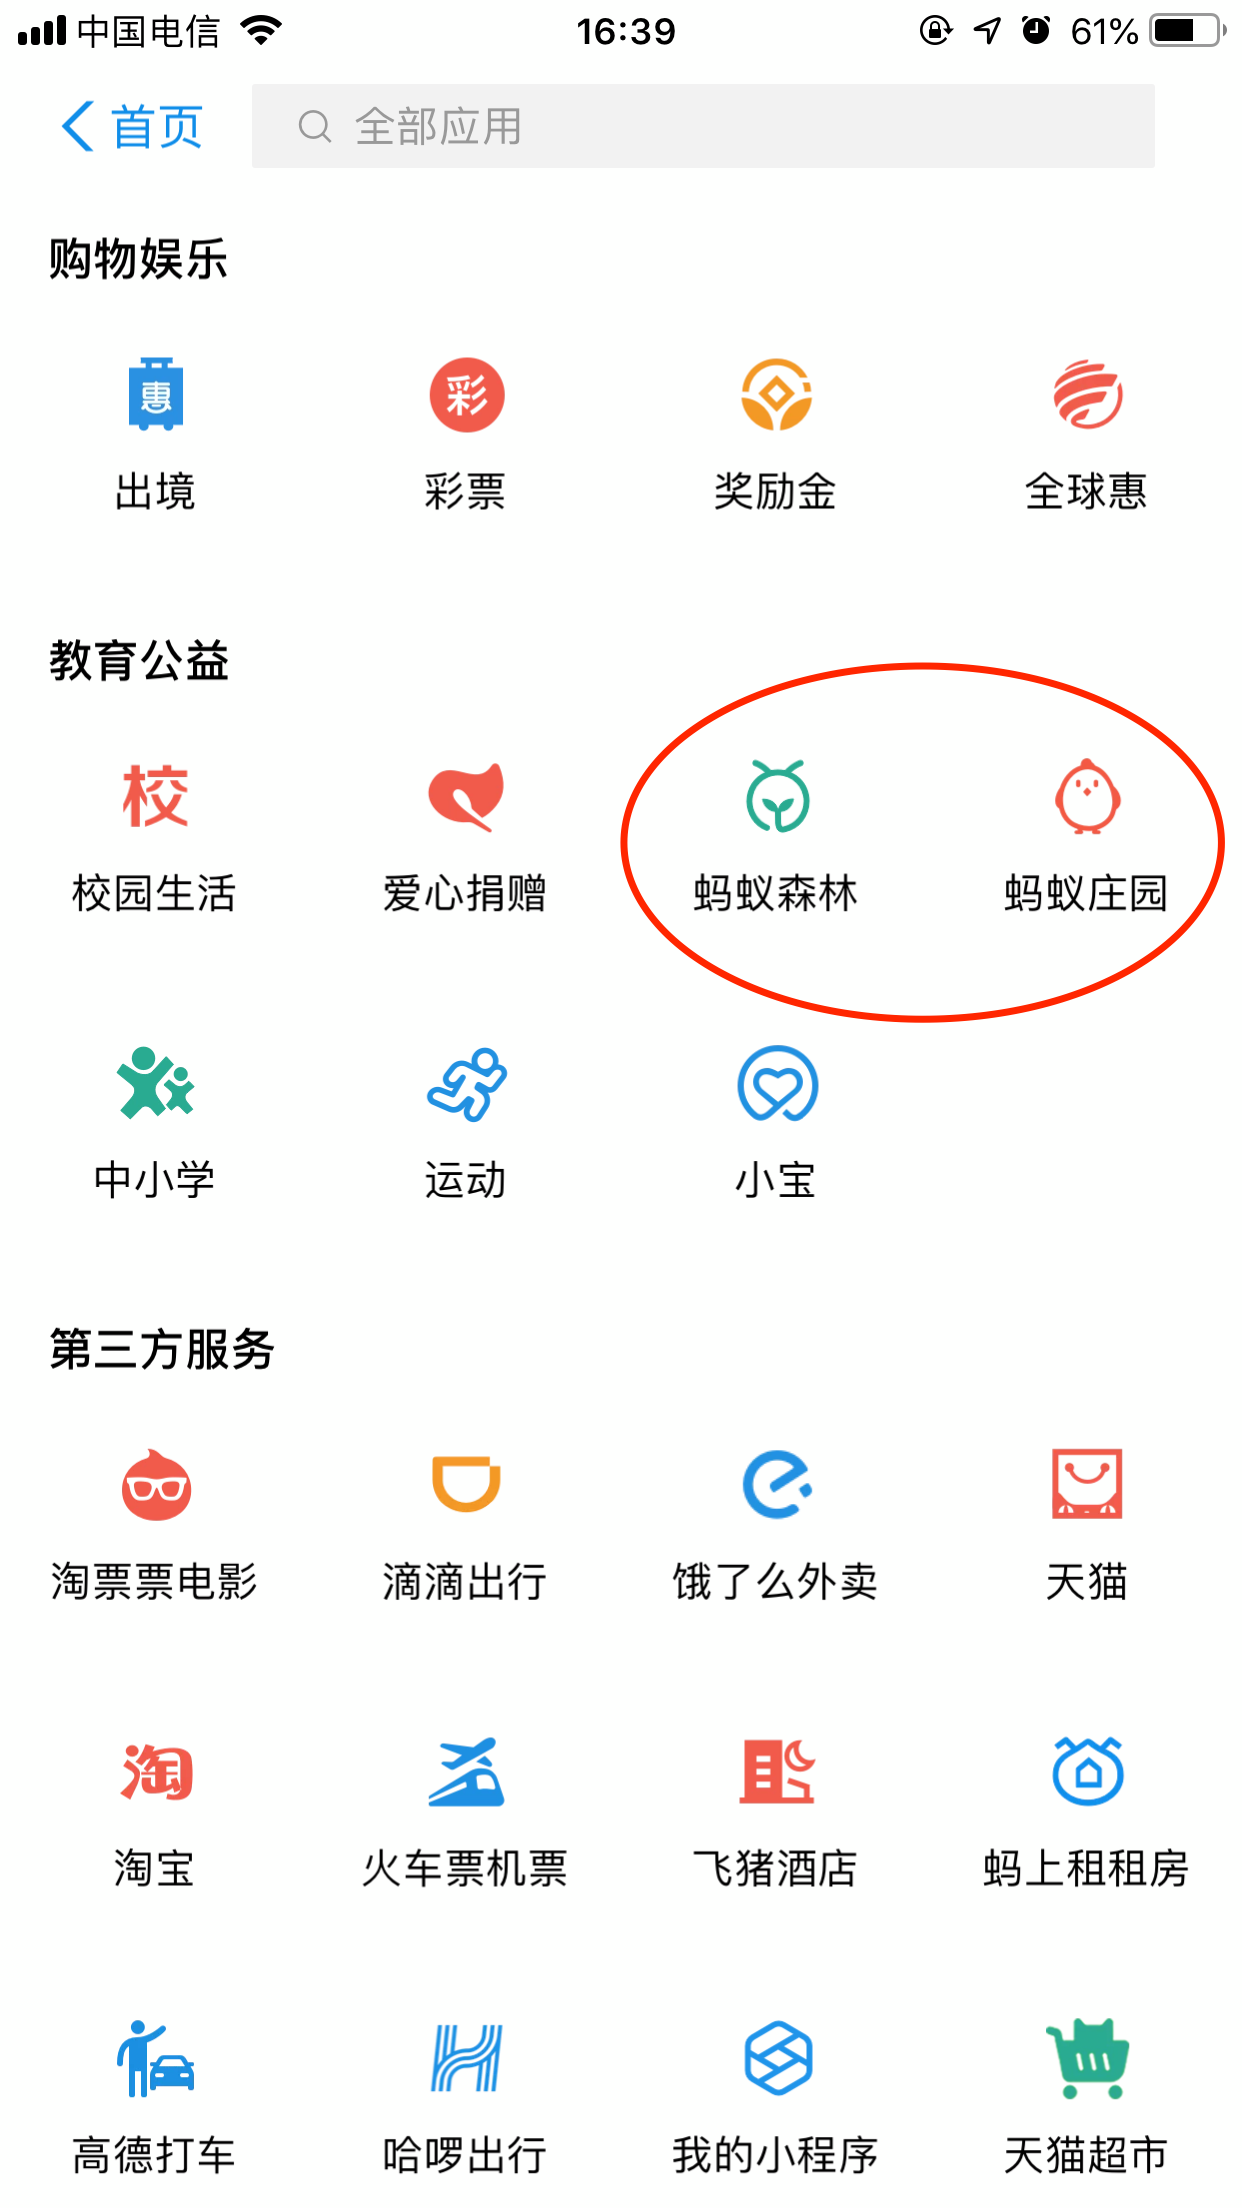 中国电信 16:39 61%
首页 全部应用
购物娱乐
惠 彩
出境 彩票 奖励金 全球惠
教育公益
校
校园生活 爱心捐赠 蚂蚁森林 蚂蚁庄园
中小学 运动 小宝
第三方服务
淘票票电影 滴滴出行 饿了么外卖 天猫
淘
淘宝 火车票机票 飞猪酒店 蚂上租租房
高德打车 哈啰出行 我的小程序 天猫超市